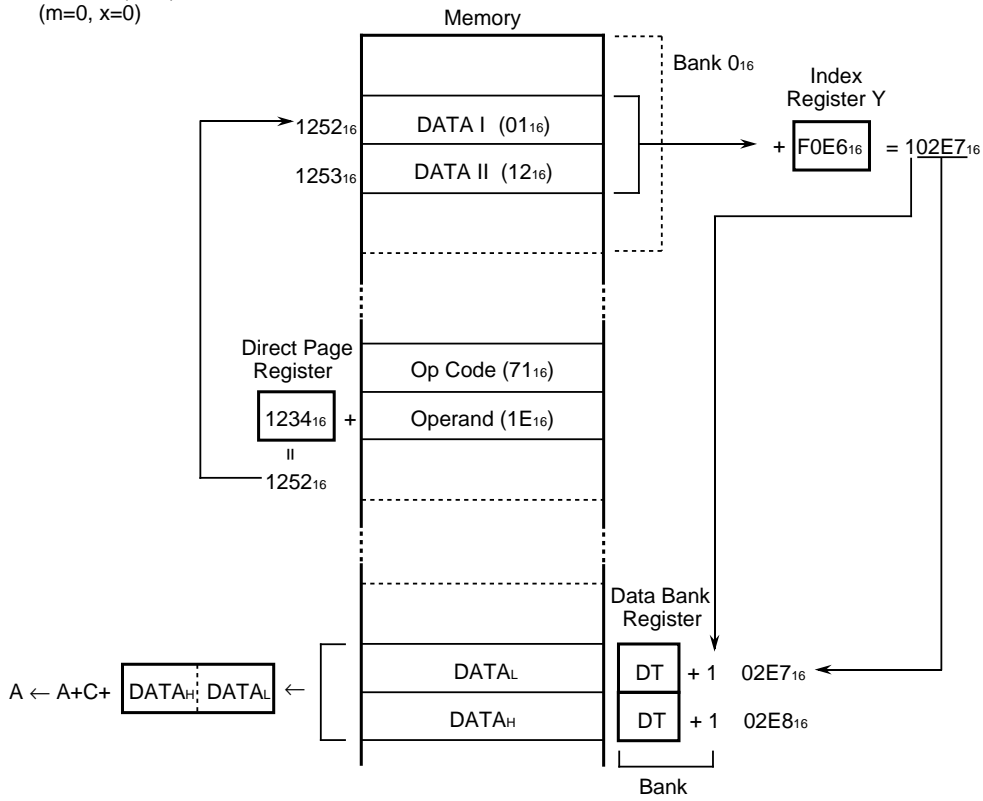 (m=0, x=0)
Memory
Bank 0₁₆
Index
Register Y
1252₁₆ DATA I (01₁₆)
+ F0E6₁₆ = 102E7₁₆
1253₁₆ DATA II (12₁₆)
Direct Page
Register
Op Code (71₁₆)
1234₁₆ + Operand (1E₁₆)
=
1252₁₆
Data Bank
Register
DATAL DT + 1 02E7₁₆
A ← A+C+ DATAH DATAL ←
DATAH DT + 1 02E8₁₆
Bank